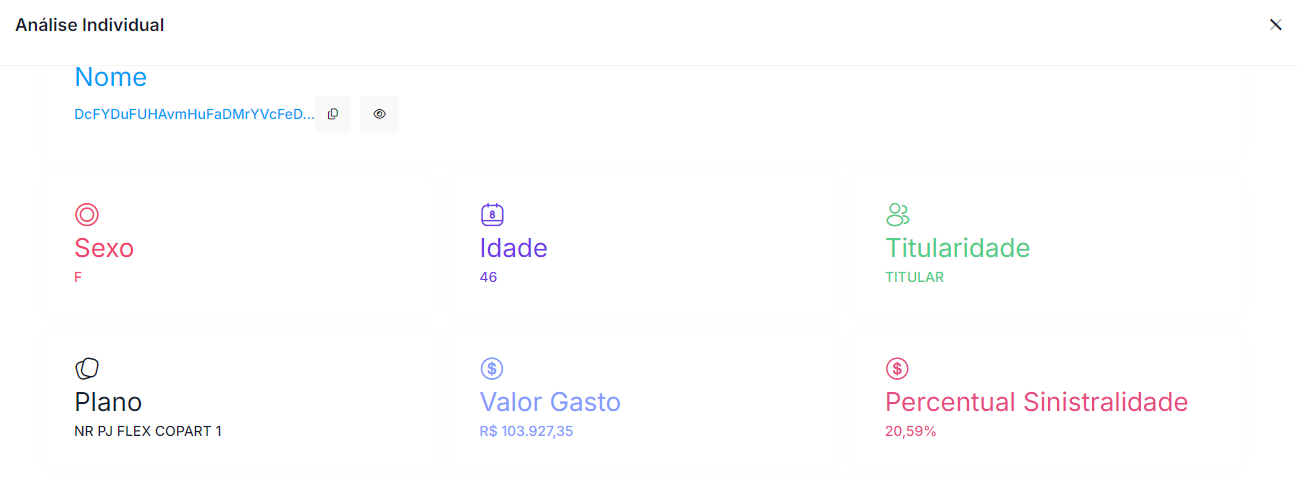 Análise Individual
Nome
DcFYDuFUHAvmHuFaDMrYVcFeD...
Sexo
F
8
Idade
46
Titularidade
TITULAR
Plano
NR PJ FLEX COPART 1
$
Valor Gasto
R$ 103.927,35
$
Percentual Sinistralidade
20,59%